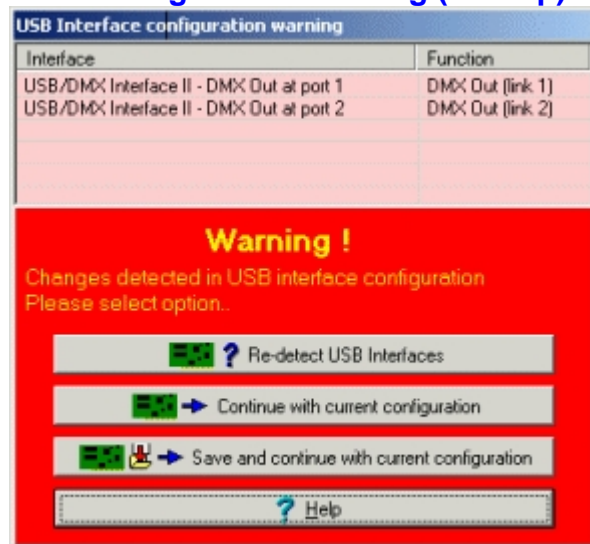 USB Interface configuration warning
Interface Function
USB/DMX Interface II - DMX Out at port 1 DMX Out (link 1)
USB/DMX Interface II - DMX Out at port 2 DMX Out (link 2)
Warning !
Changes detected in USB interface configuration
Please select option..
? Re-detect USB Interfaces
Continue with current configuration
Save and continue with current configuration
? Help